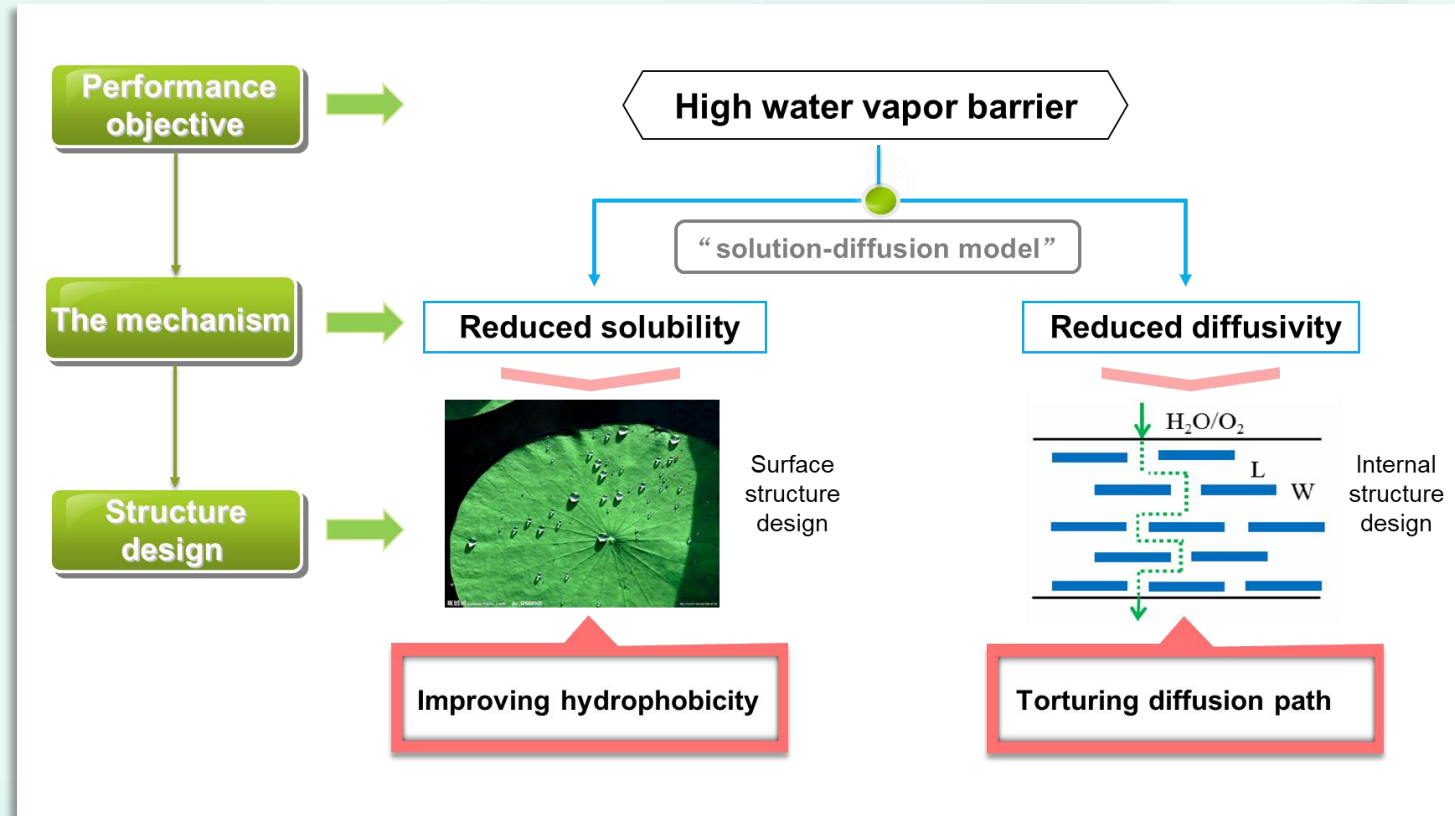 Performance
objective
High water vapor barrier
“solution-diffusion model”
The mechanism
Reduced solubility
Reduced diffusivity
Structure
design
Surface
structure
design
H₂O/O₂
L
W
Internal
structure
design
Improving hydrophobicity
Torturing diffusion path